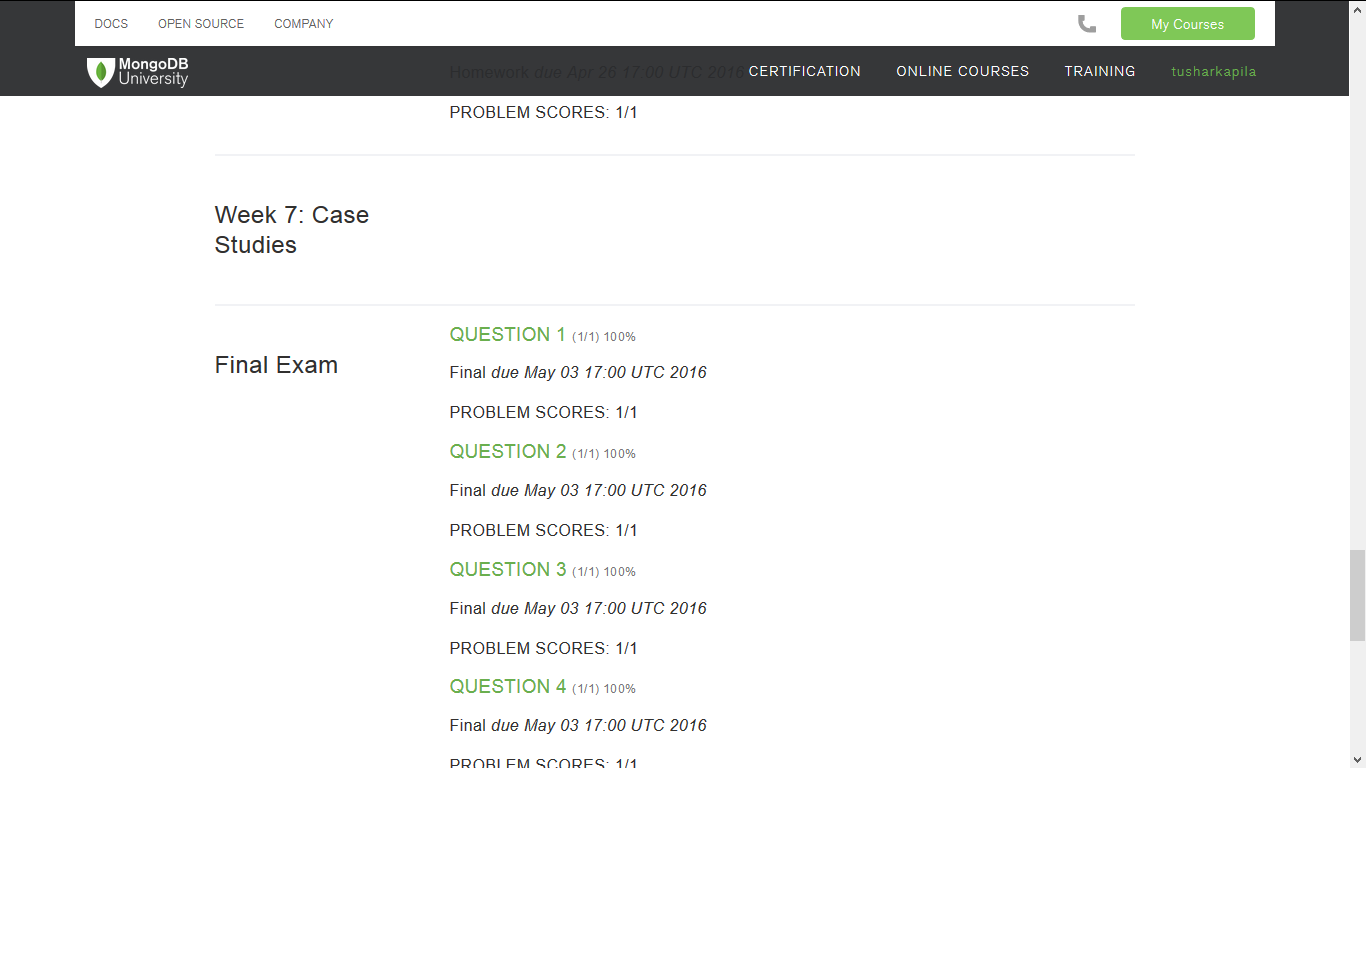 DOCS OPEN SOURCE COMPANY My Courses
MongoDB
University
Homework due Apr 26 17:00 UTC 2016 CERTIFICATION ONLINE COURSES TRAINING tusharkapila
PROBLEM SCORES: 1/1
Week 7: Case
Studies
QUESTION 1 (1/1) 100%
Final Exam
Final due May 03 17:00 UTC 2016
PROBLEM SCORES: 1/1
QUESTION 2 (1/1) 100%
Final due May 03 17:00 UTC 2016
PROBLEM SCORES: 1/1
QUESTION 3 (1/1) 100%
Final due May 03 17:00 UTC 2016
PROBLEM SCORES: 1/1
QUESTION 4 (1/1) 100%
Final due May 03 17:00 UTC 2016
PROBLEM SCORES: 1/1